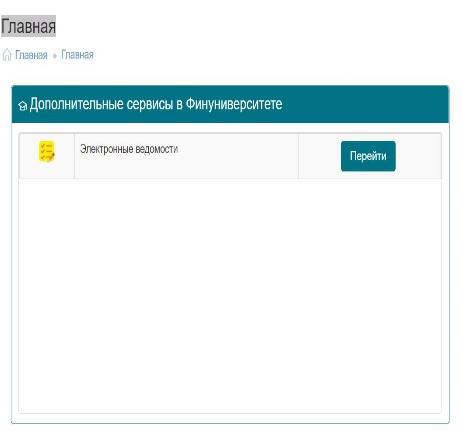 Главная
Главная Главная
Дополнительные сервисы в Финуниверситете
Электронные ведомости
Перейти